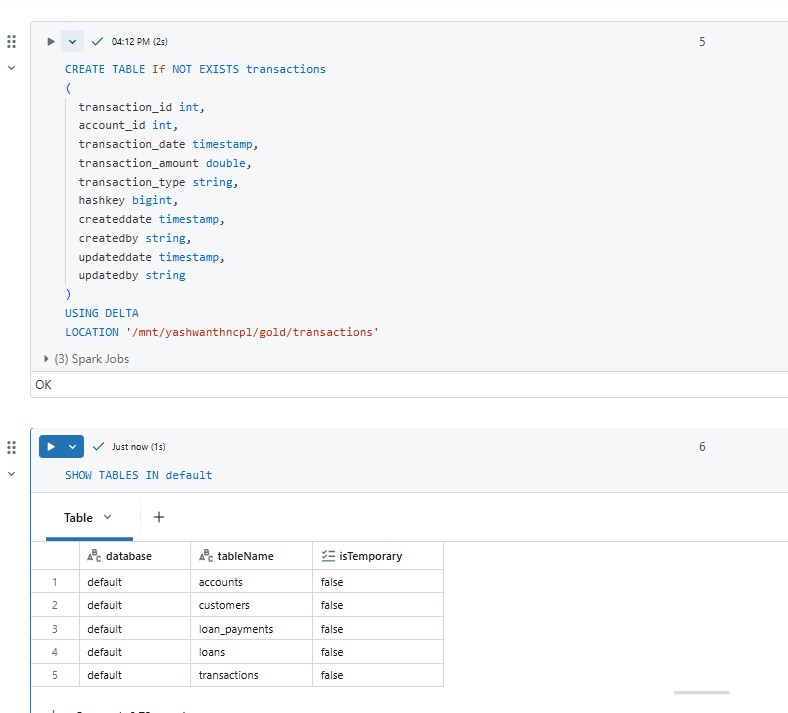 04:12 PM (2s)
5
CREATE TABLE If NOT EXISTS transactions
(
transaction_id int,
account_id int,
transaction_date timestamp,
transaction_amount double,
transaction_type string,
hashkey bigint,
createddate timestamp,
createdby string,
updateddate timestamp,
updatedby string
)
USING DELTA
LOCATION '/mnt/yashwanthncpl/gold/transactions'
(3) Spark Jobs
OK
Just now (1s)
6
SHOW TABLES IN default
Table
database tableName isTemporary
1 default accounts false
2 default customers false
3 default loan_payments false
4 default loans false
5 default transactions false